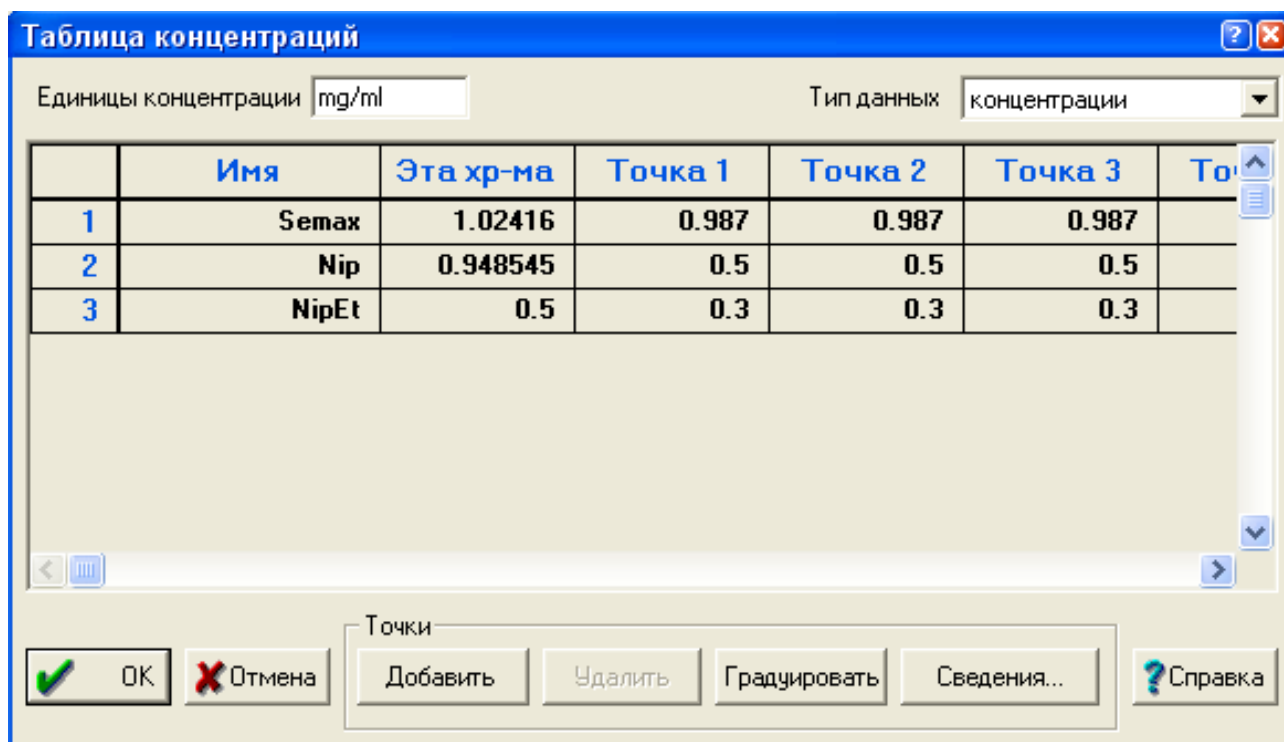 Таблица концентраций
Единицы концентрации mg/ml Тип данных концентрации
Имя Эта хр-ма Точка 1 Точка 2 Точка 3
1 Semax 1.02416 0.987 0.987 0.987
2 Nip 0.948545 0.5 0.5 0.5
3 NipEt 0.5 0.3 0.3 0.3
Точки
OK Отмена Добавить Удалить Градуировать Сведения... Справка